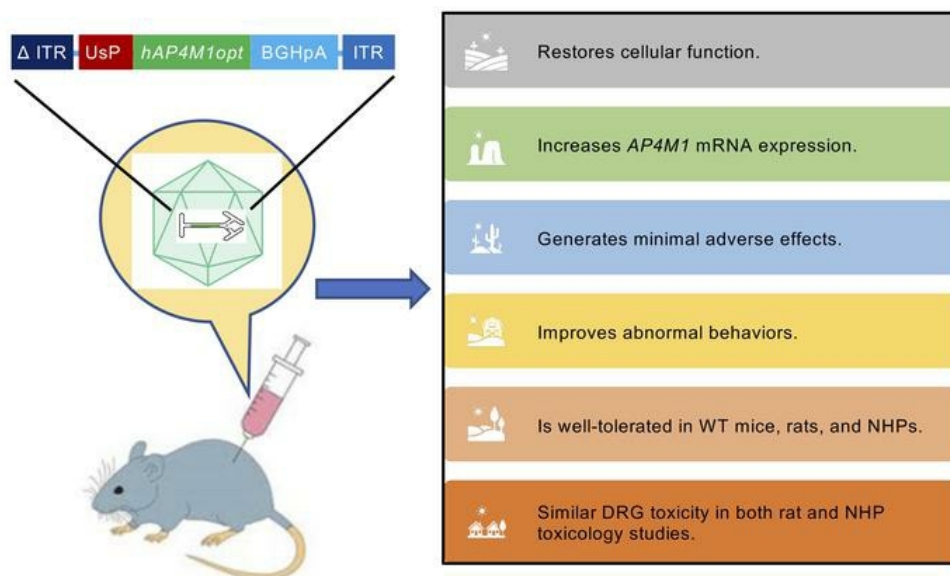 Δ ITR UsP hAP4M1opt BGHpA ITR
Restores cellular function.
Increases AP4M1 mRNA expression.
Generates minimal adverse effects.
Improves abnormal behaviors.
Is well-tolerated in WT mice, rats, and NHPs.
Similar DRG toxicity in both rat and NHP
toxicology studies.